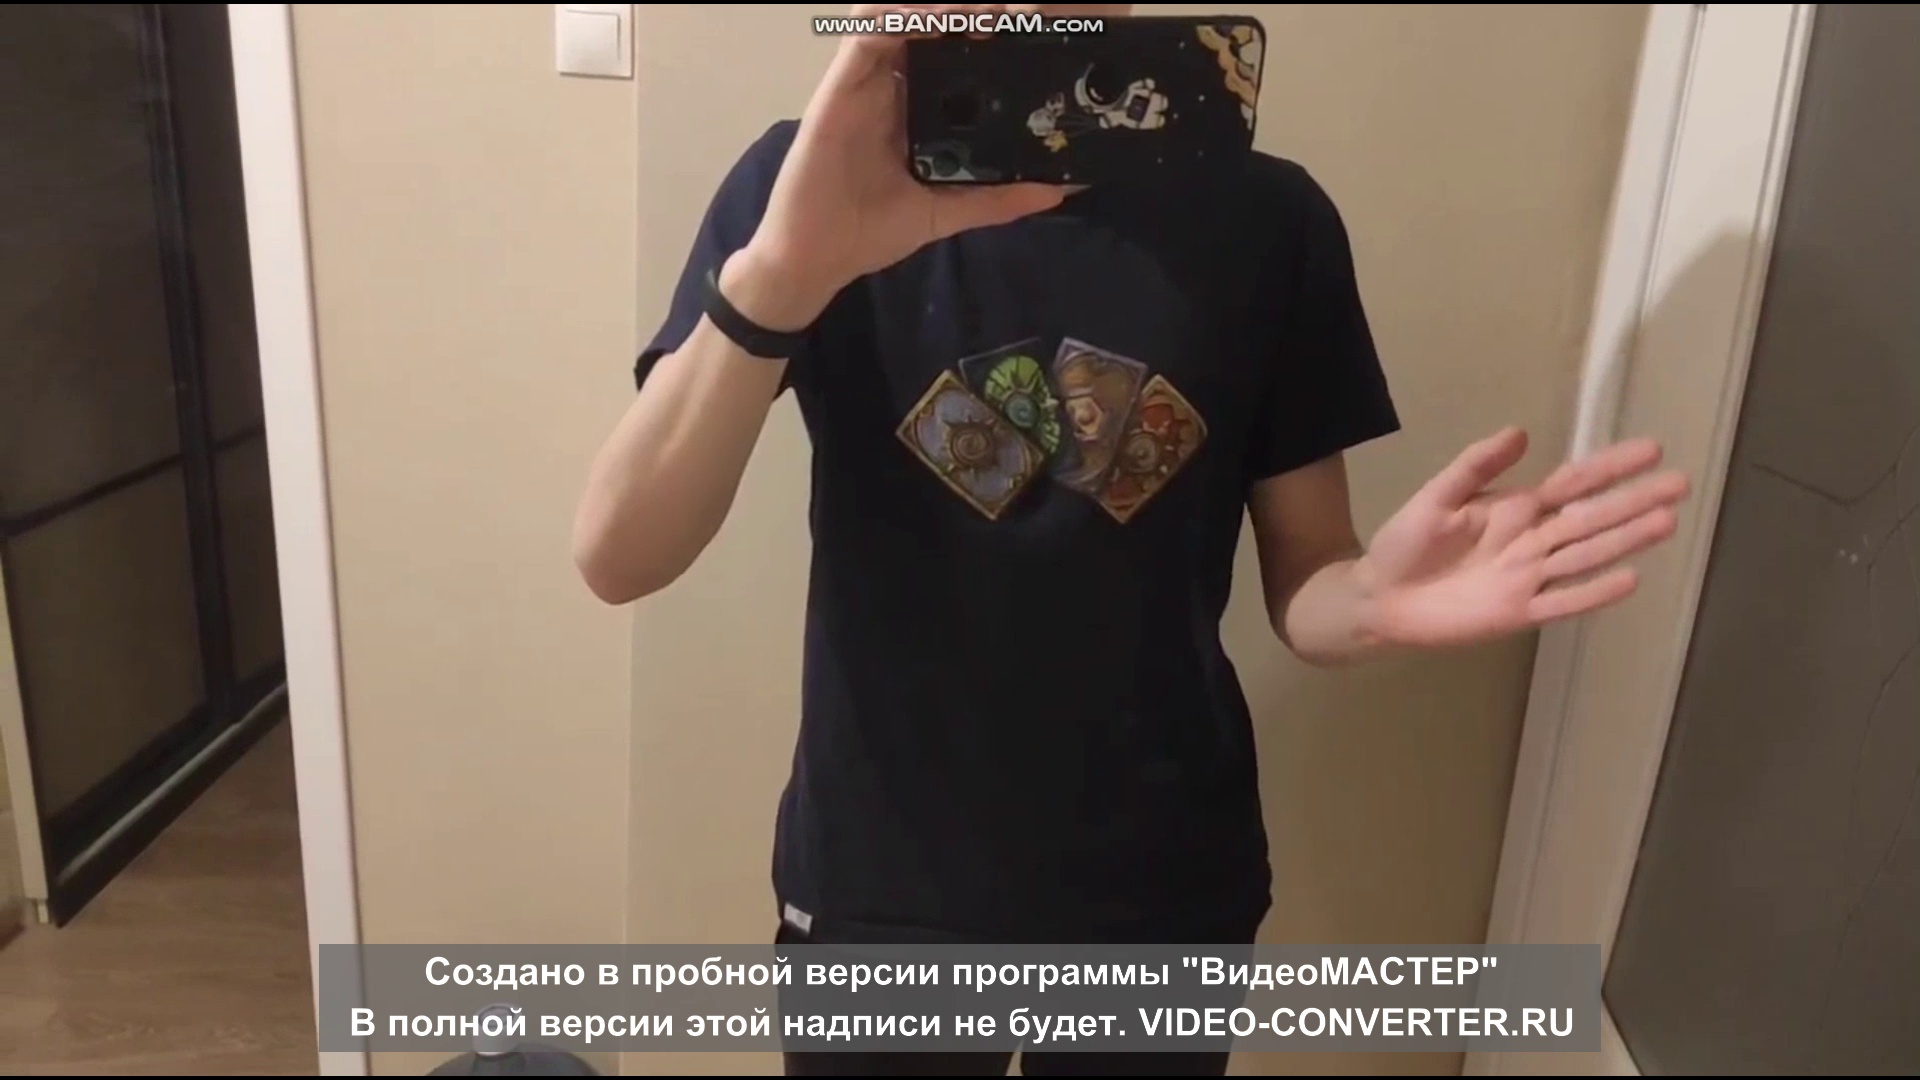 www.BANDICAM.com
Создано в пробной версии программы "ВидеоМАСТЕР"
В полной версии этой надписи не будет. VIDEO-CONVERTER.RU